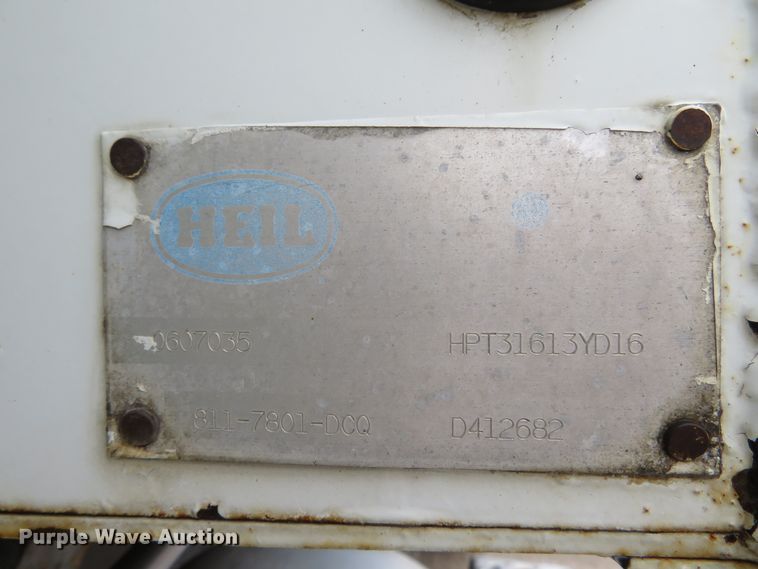 HEIL
0607035 HPT31613YD16
811-7801-DCQ D412682
Purple Wave Auction